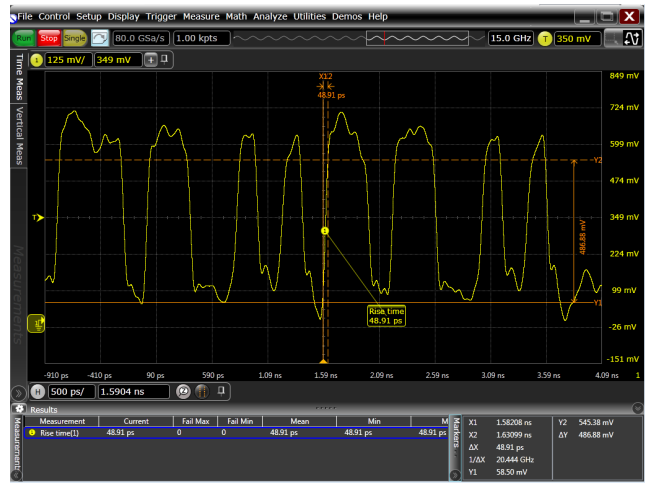 File Control Setup Display Trigger Measure Math Analyze Utilities Demos Help
Run Stop Single 80.0 GSa/s 1.00 kpts 15.0 GHz T 350 mV
1 125 mV/ 349 mV
Time Meas
Vertical Meas
Measurements
X1:2
48.91 ps
849 mV
724 mV
599 mV
Y2
474 mV
T
349 mV
486.88 mV
224 mV
99 mV
Y1
-26 mV
-151 mV
1
Rise time
48.91 ps
-910 ps -410 ps 90 ps 590 ps 1.09 ns 1.59 ns 2.09 ns 2.59 ns 3.09 ns 3.59 ns 4.09 ns 1
H 500 ps/ 1.5904 ns
Results
Measurement Current Fail Max Fail Min Mean Min M
1 Rise time(1) 48.91 ps 0 0 48.91 ps 48.91 ps 48.91 ps
Measurement
Markers
X1 1.58208 ns Y2 545.38 mV
X2 1.63099 ns ΔY 486.88 mV
ΔX 48.91 ps
1/ΔX 20.444 GHz
Y1 58.50 mV